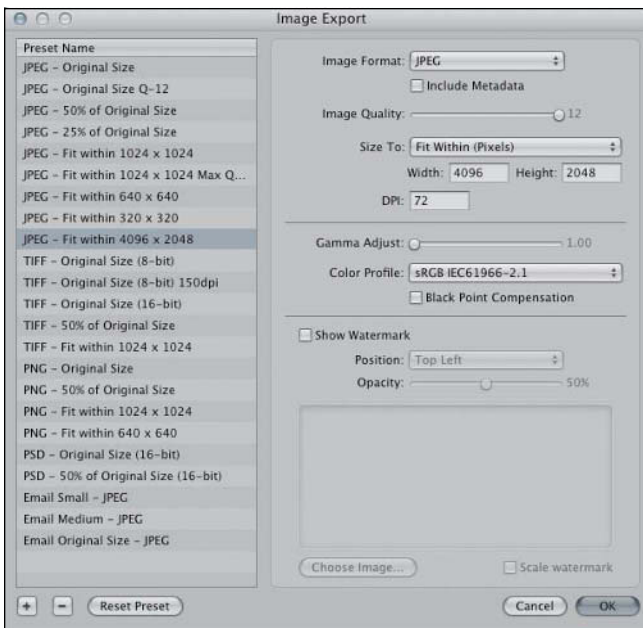 Image Export
Preset Name
JPEG – Original Size
JPEG – Original Size Q-12
JPEG – 50% of Original Size
JPEG – 25% of Original Size
JPEG – Fit within 1024 x 1024
JPEG – Fit within 1024 x 1024 Max Q...
JPEG – Fit within 640 x 640
JPEG – Fit within 320 x 320
JPEG – Fit within 4096 x 2048
TIFF – Original Size (8-bit)
TIFF – Original Size (8-bit) 150dpi
TIFF – Original Size (16-bit)
TIFF – 50% of Original Size
TIFF – Fit within 1024 x 1024
PNG – Original Size
PNG – 50% of Original Size
PNG – Fit within 1024 x 1024
PNG – Fit within 640 x 640
PSD – Original Size (16-bit)
PSD – 50% of Original Size (16-bit)
Email Small – JPEG
Email Medium – JPEG
Email Original Size – JPEG
Reset Preset
Image Format: JPEG
Include Metadata
Image Quality: 12
Size To: Fit Within (Pixels)
Width: 4096 Height: 2048
DPI: 72
Gamma Adjust: 1.00
Color Profile: sRGB IEC61966-2.1
Black Point Compensation
Show Watermark
Position: Top Left
Opacity: 50%
Choose Image... Scale watermark
Cancel OK